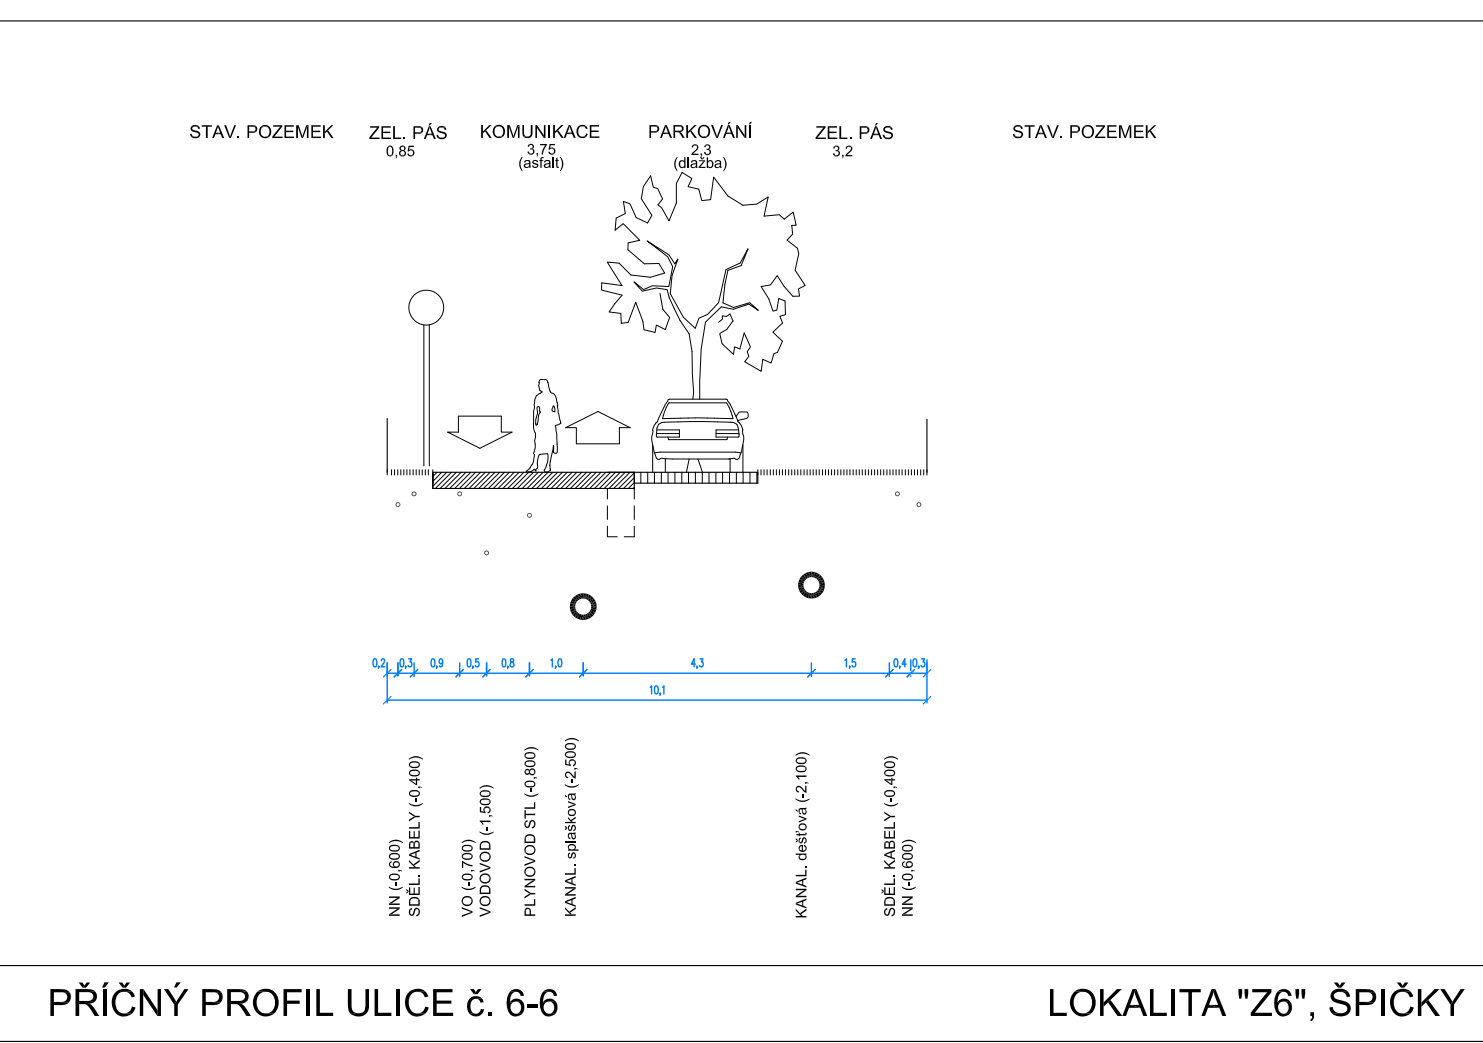 STAV. POZEMEK ZEL. PÁS KOMUNIKACE PARKOVÁNÍ ZEL. PÁS STAV. POZEMEK
0,85 3,75 2,3 3,2
(asfalt) (dlažba)
0,2 0,3 0,9 0,5 0,8 1,0 4,3 1,5 0,4 0,3
10,1
NN (-0,600)
SDĚL. KABELY (-0,400)
VO (-0,700)
VODOVOD (-1,500)
PLYNOVOD STL (-0,800)
KANAL. splašková (-2,500)
KANAL. dešťová (-2,100)
SDĚL. KABELY (-0,400)
NN (-0,600)
PŘÍČNÝ PROFIL ULICE č. 6-6
LOKALITA "Z6", ŠPIČKY